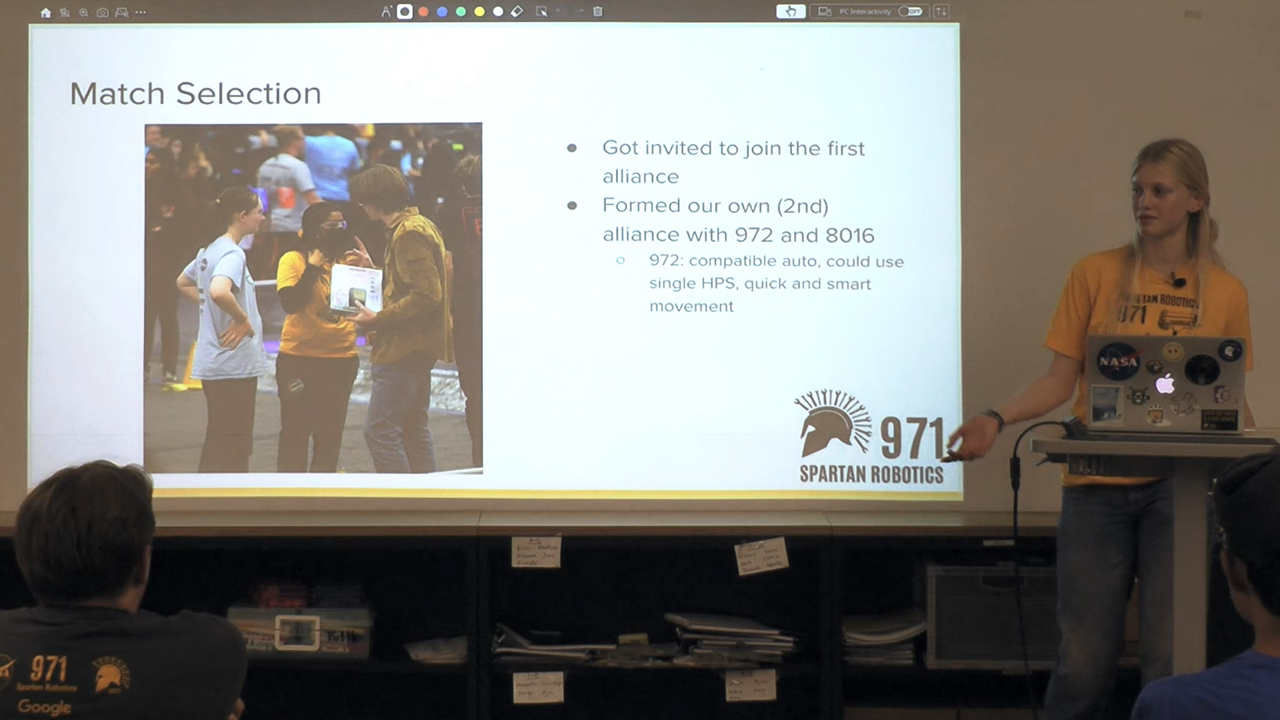 PC Interactivity
OFF
Match Selection
● Got invited to join the first
alliance
● Formed our own (2nd)
alliance with 972 and 8016
○ 972: compatible auto, could use
single HPS, quick and smart
movement
971
SPARTAN ROBOTICS
SPARTAN ROBOTICS
971
NASA
971
Spartan Robotics
Google